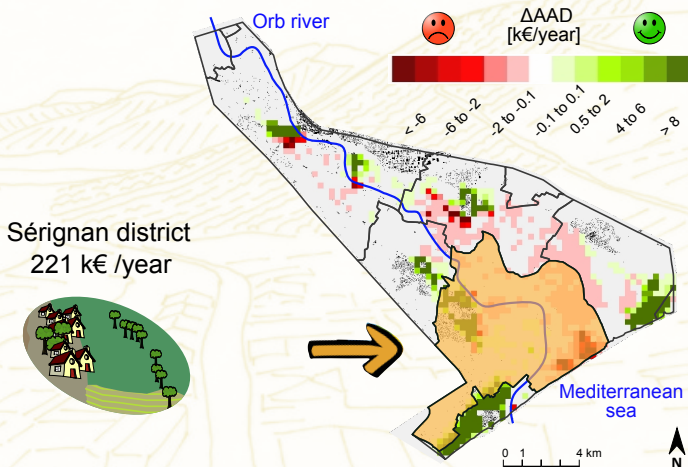 Orb river
ΔAAD
[k€/year]
< -6
-6 to -2
-2 to -0.1
-0.1 to 0.1
0.5 to 2
4 to 6
> 8
Sérignan district
221 k€ /year
Mediterranean
sea
0 1 4 km
N